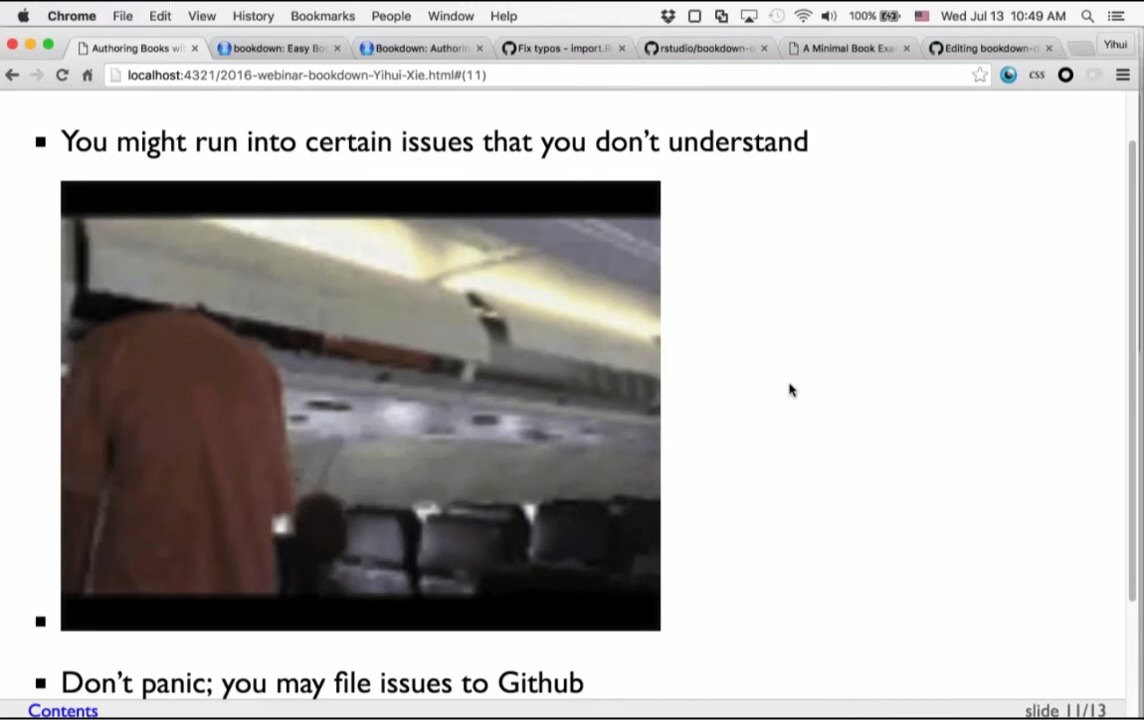 Chrome File Edit View History Bookmarks People Window Help 100% Wed Jul 13 10:49 AM
Authoring Books wi bookdown: Easy Bo Bookdown: Authorin Fix typos - import.R rstudio/bookdown- A Minimal Book Exa Editing bookdown- Yihui
localhost:4321/2016-webinar-bookdown-Yihui-Xie.html#(11) CSS
You might run into certain issues that you don't understand
Don't panic; you may file issues to Github
Contents slide 11/13